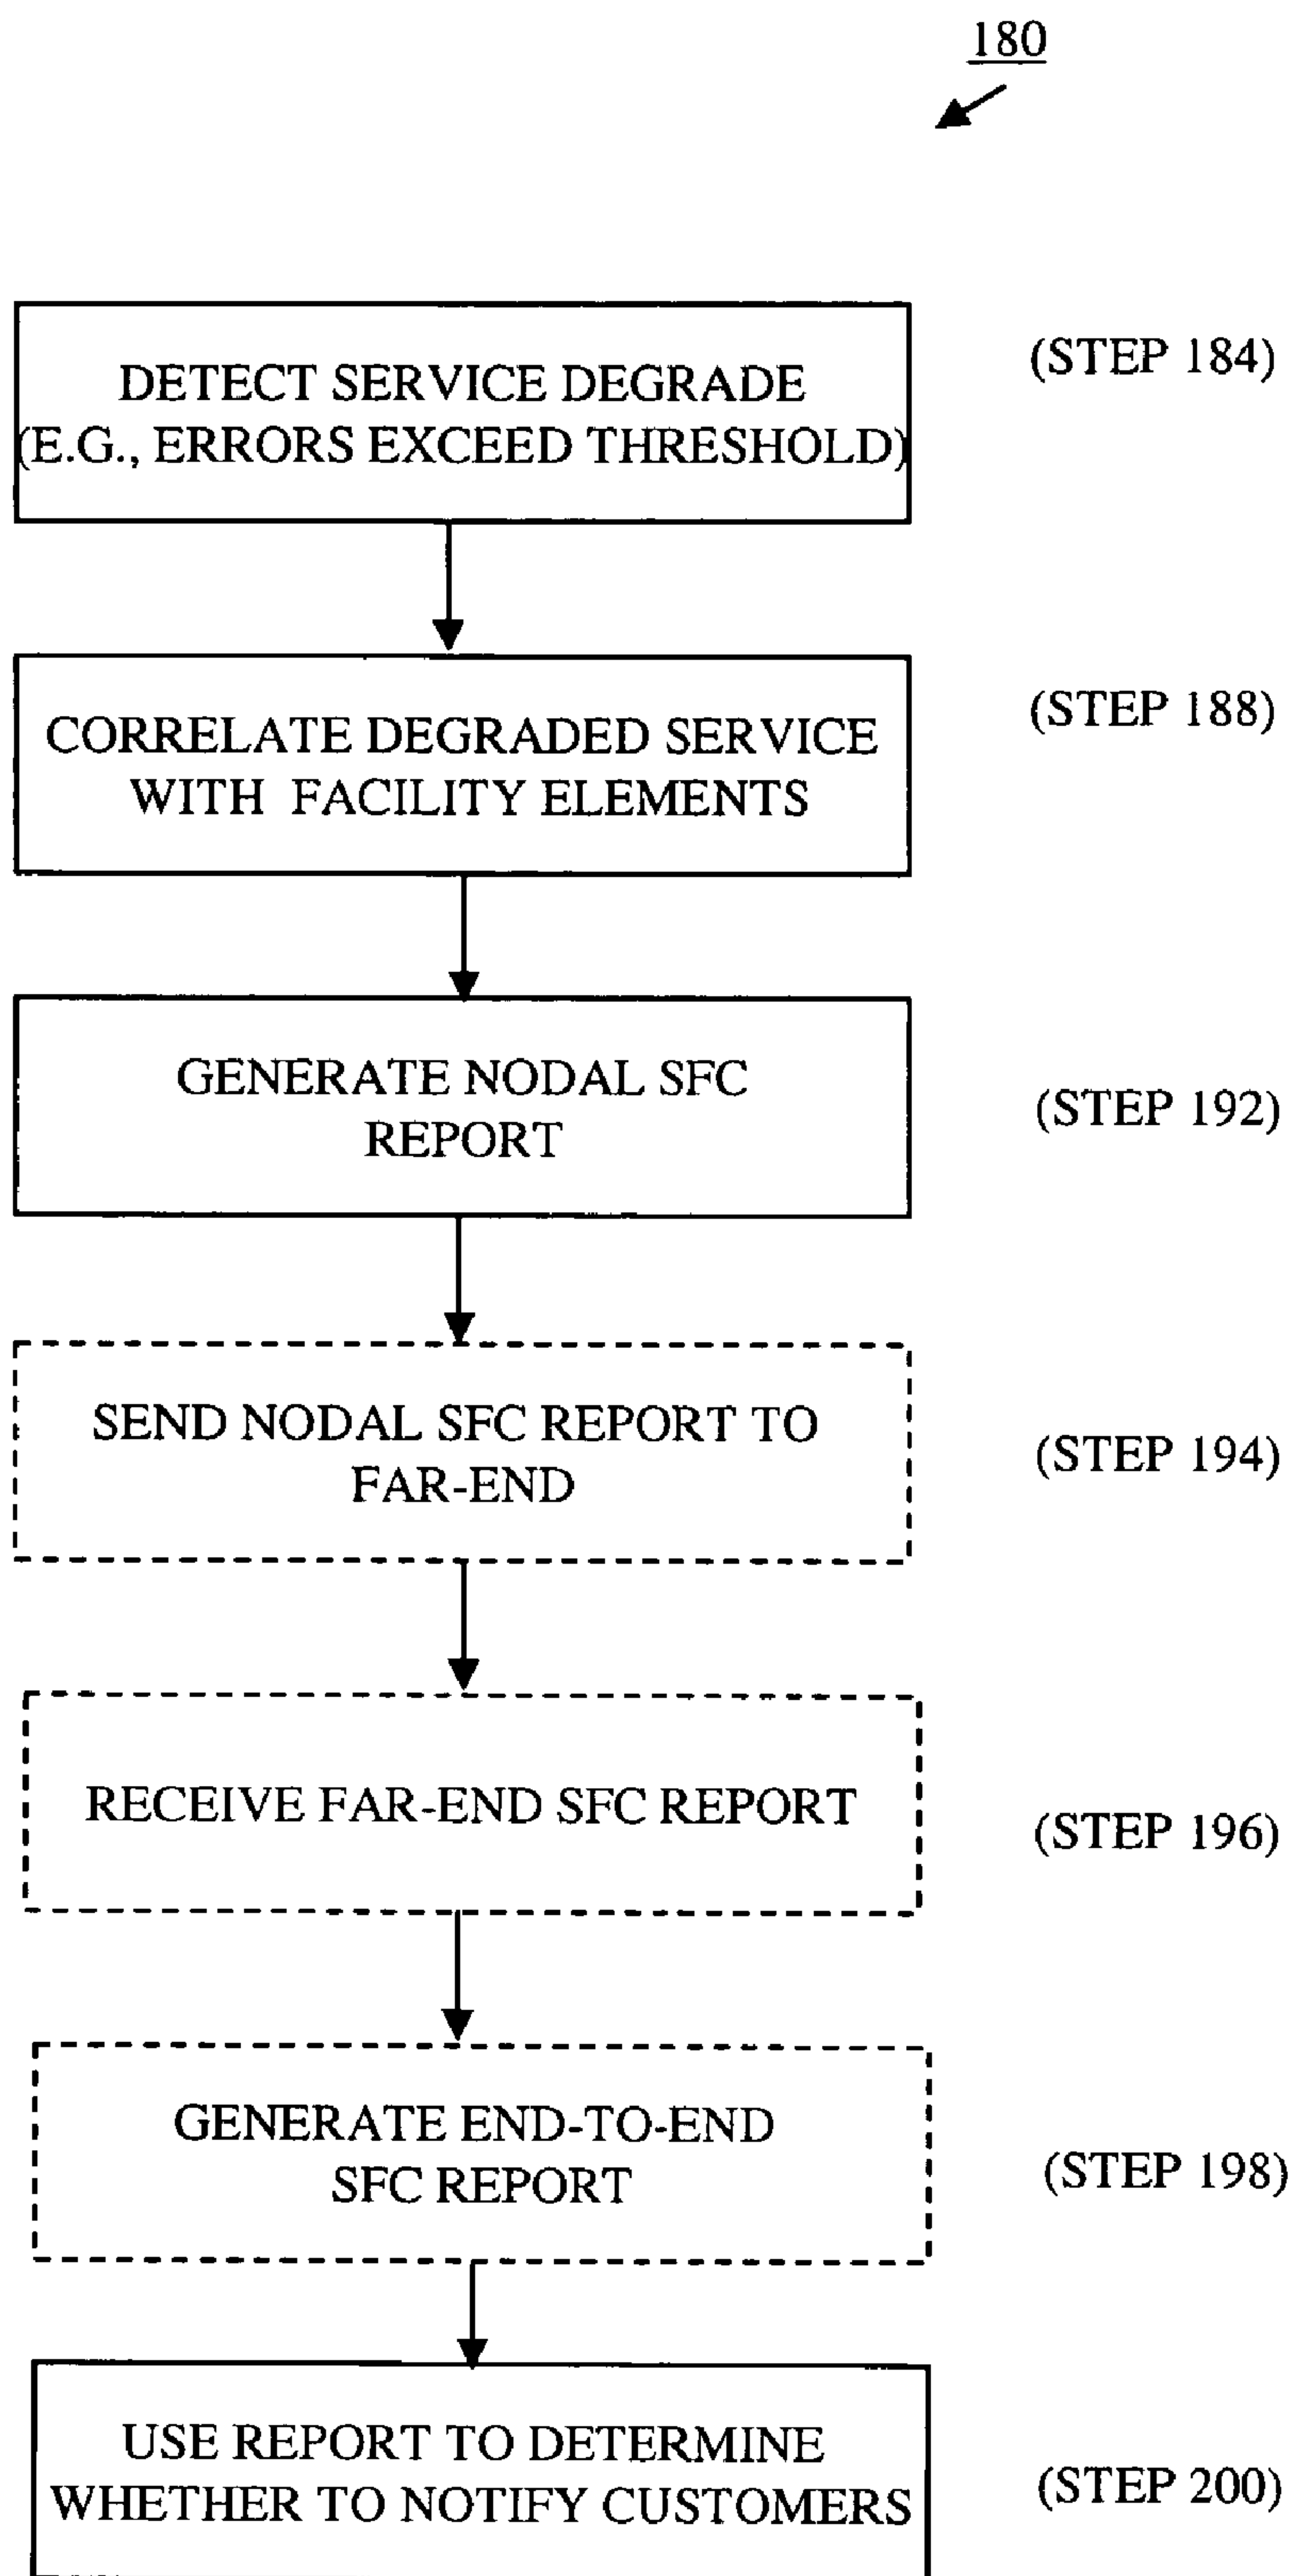 180
DETECT SERVICE DEGRADE
(E.G., ERRORS EXCEED THRESHOLD)
(STEP 184)
CORRELATE DEGRADED SERVICE
WITH FACILITY ELEMENTS
(STEP 188)
GENERATE NODAL SFC
REPORT
(STEP 192)
SEND NODAL SFC REPORT TO
FAR-END
(STEP 194)
RECEIVE FAR-END SFC REPORT
(STEP 196)
GENERATE END-TO-END
SFC REPORT
(STEP 198)
USE REPORT TO DETERMINE
WHETHER TO NOTIFY CUSTOMERS
(STEP 200)